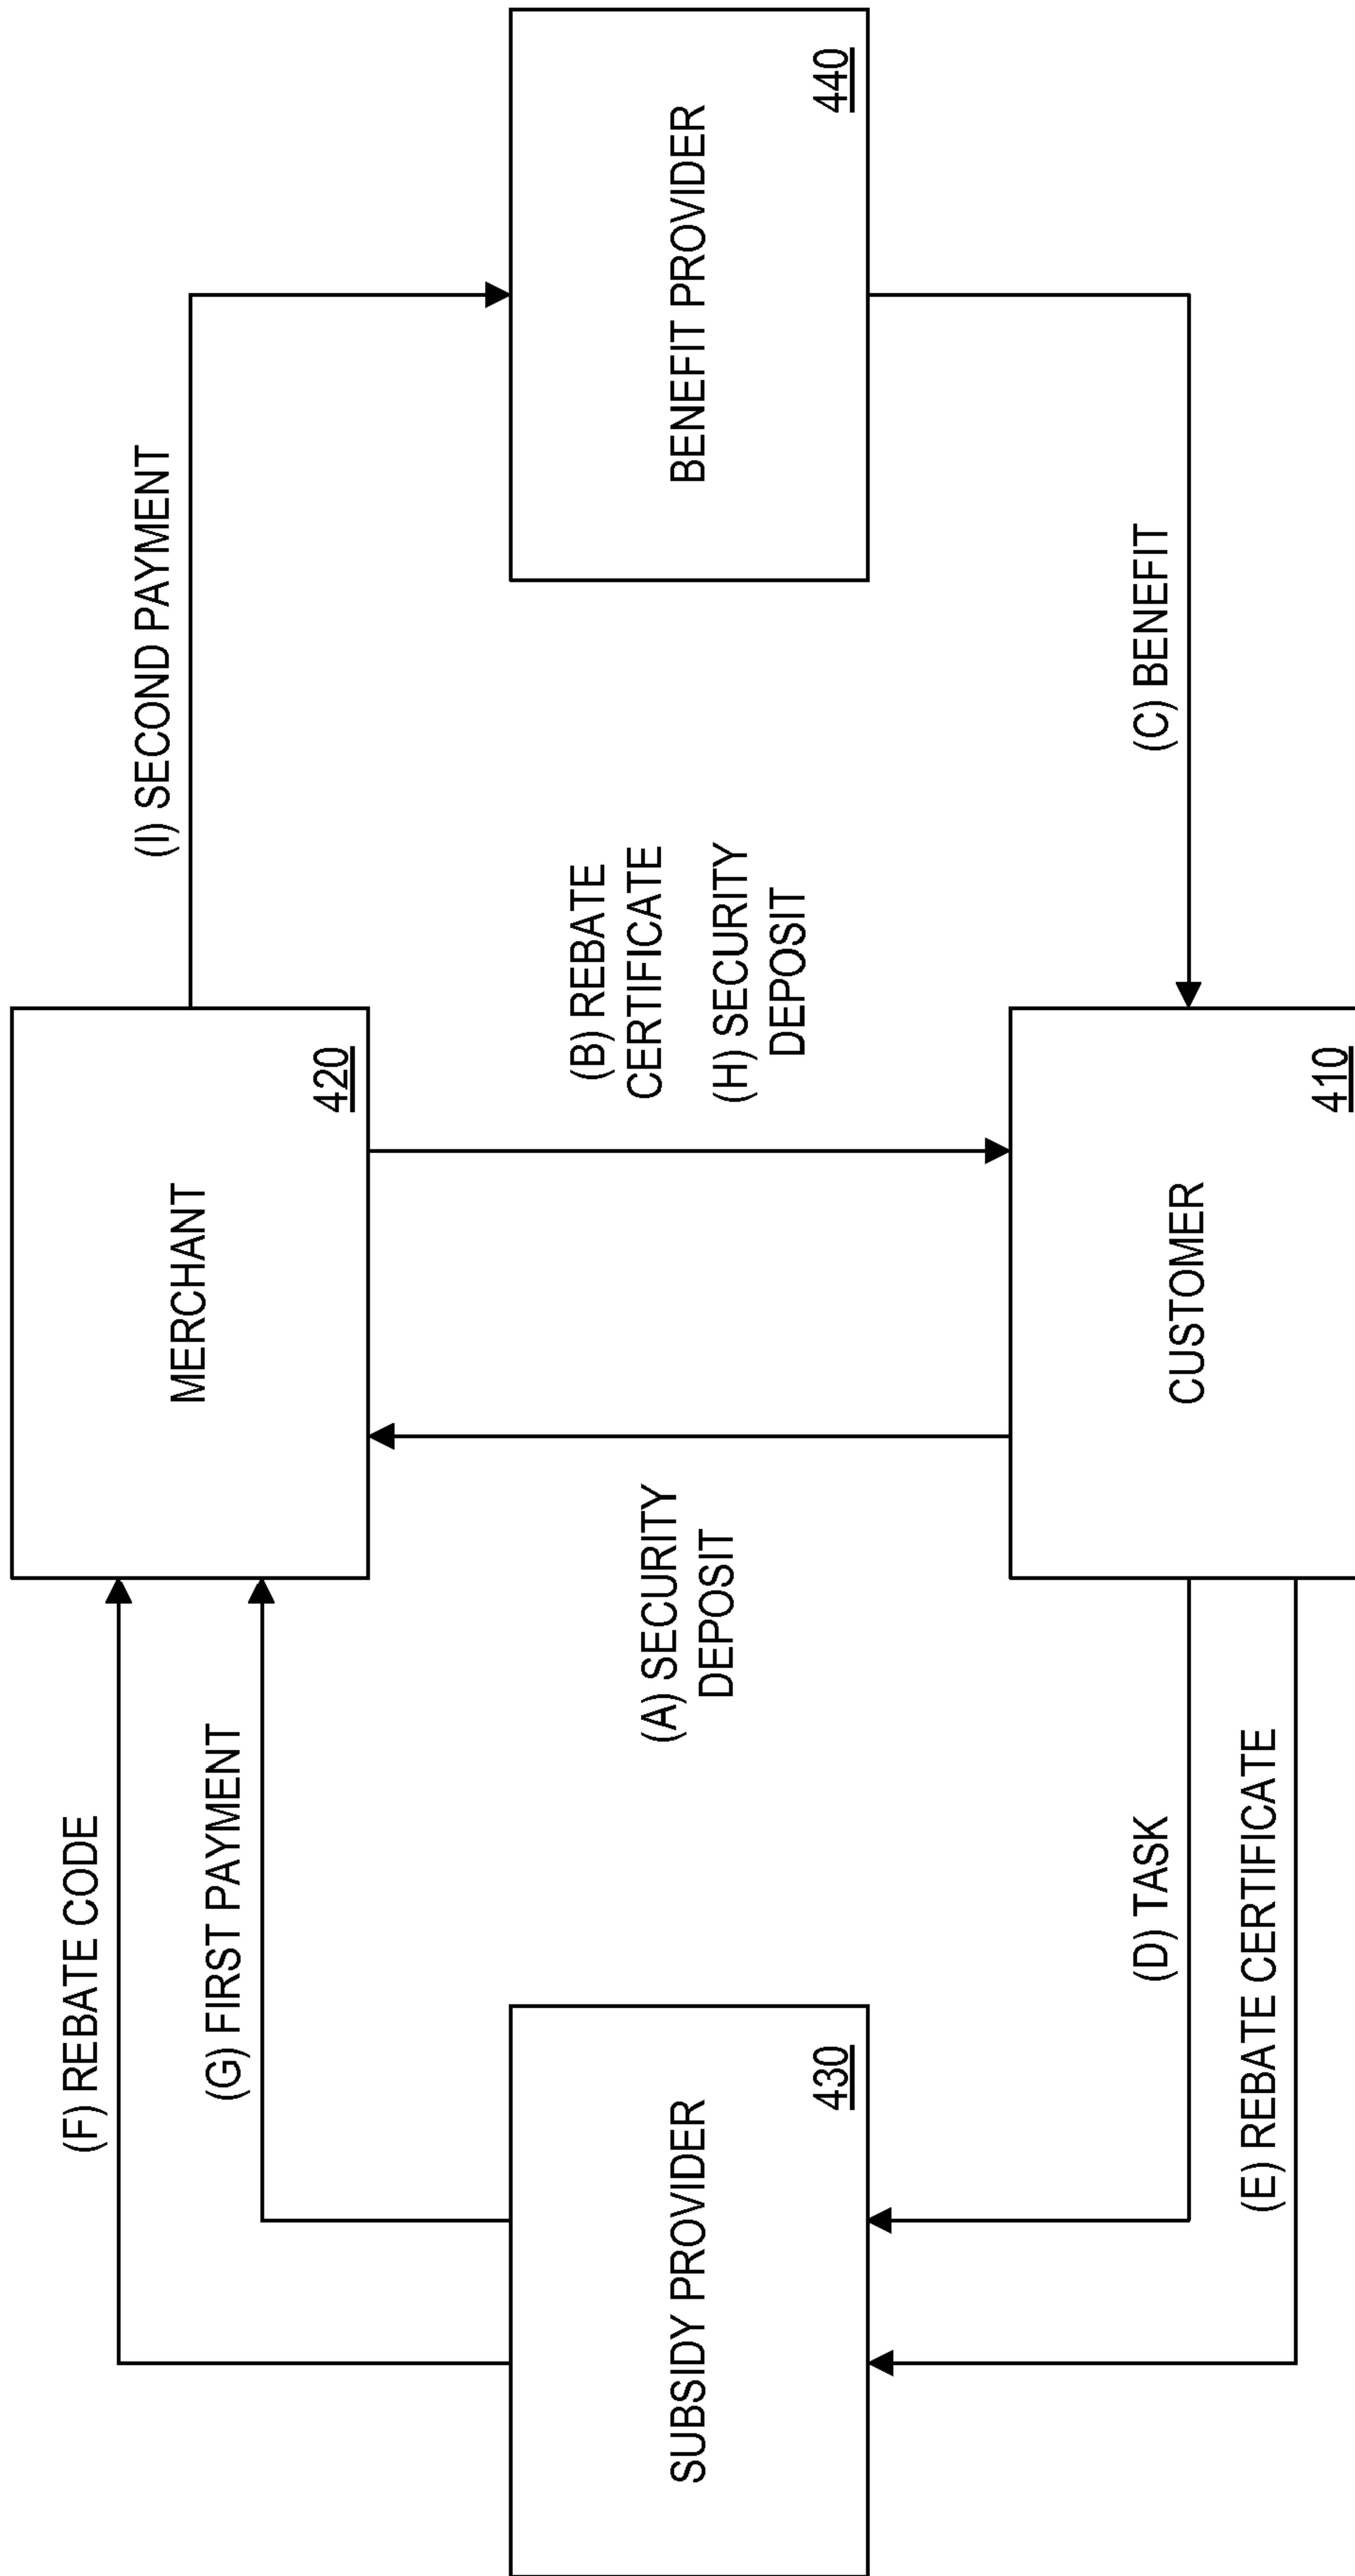 (F) REBATE CODE
(G) FIRST PAYMENT
MERCHANT
420
(I) SECOND PAYMENT
SUBSIDY PROVIDER
430
(A) SECURITY
DEPOSIT
(B) REBATE
CERTIFICATE
(H) SECURITY
DEPOSIT
BENEFIT PROVIDER
440
(D) TASK
(E) REBATE CERTIFICATE
CUSTOMER
410
(C) BENEFIT